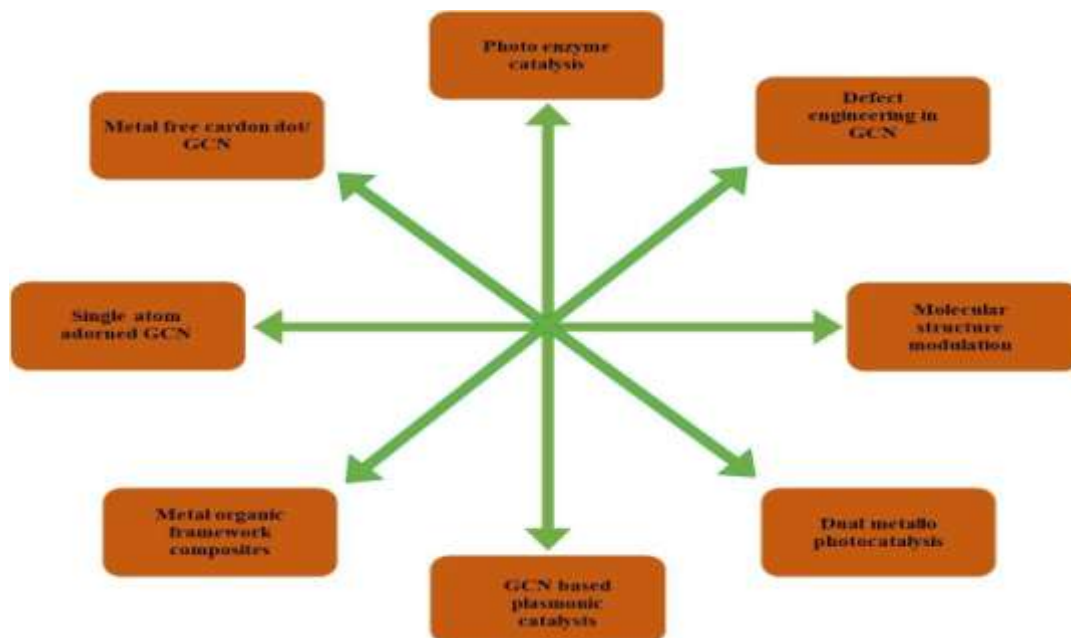 Photo enzyme
catalysis
Defect
engineering in
GCN
Metal free cardon dot/
GCN
Single atom
adorned GCN
Molecular
structure
modulation
Metal organic
framework
composites
Dual metallo
photocatalysis
GCN based
plasmonic
catalysis